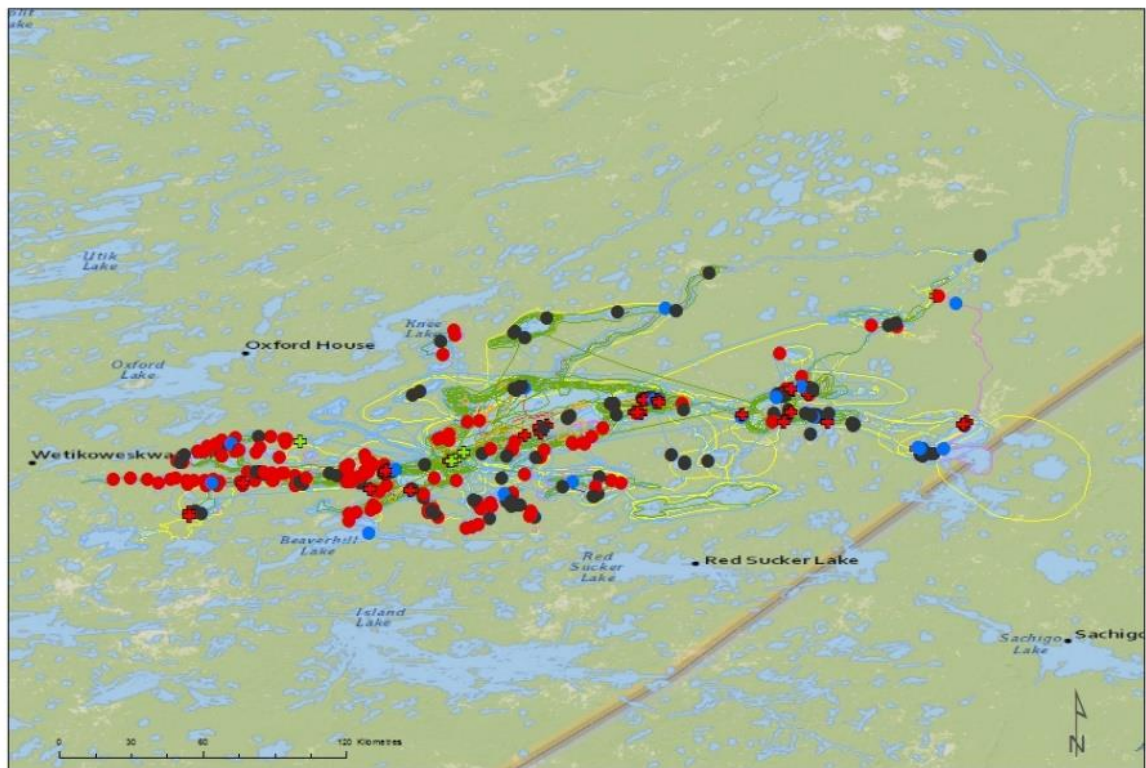 Utik
Lake
Knee
Lake
Oxford House
Oxford
Lake
Wetikoweskwa
Beaverhill
Lake
Red
Sucker
Lake
Red Sucker Lake
Island
Lake
Sachigo
Lake
Sachigo
0 30 60 120 Kilometres
N